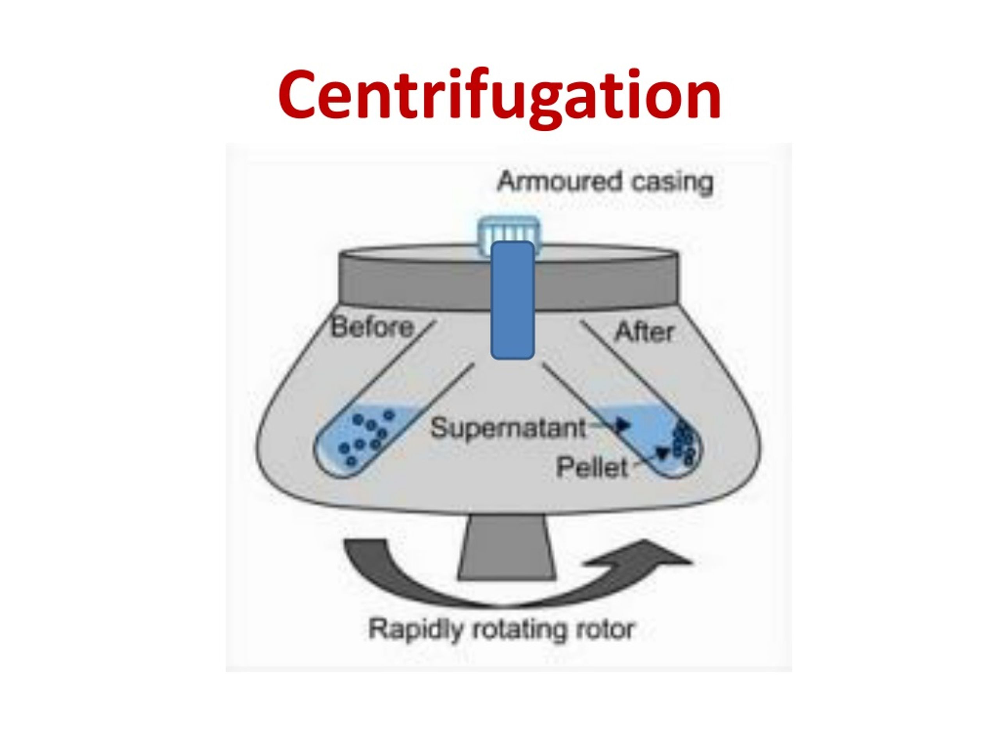 Centrifugation
Armoured casing
Before
After
Supernatant
Pellet
Rapidly rotating rotor